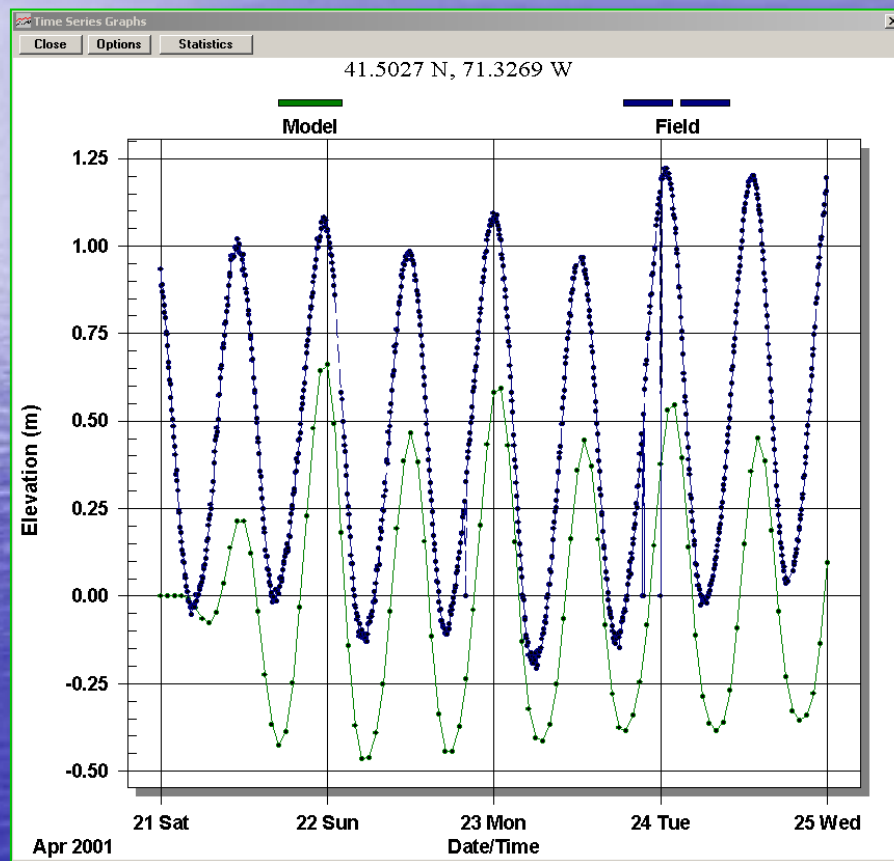 Time Series Graphs
Close Options Statistics
41.5027 N, 71.3269 W
Model Field
1.25
1.00
0.75
0.50
0.25
0.00
-0.25
-0.50
Elevation (m)
21 Sat 22 Sun 23 Mon 24 Tue 25 Wed
Apr 2001 Date/Time